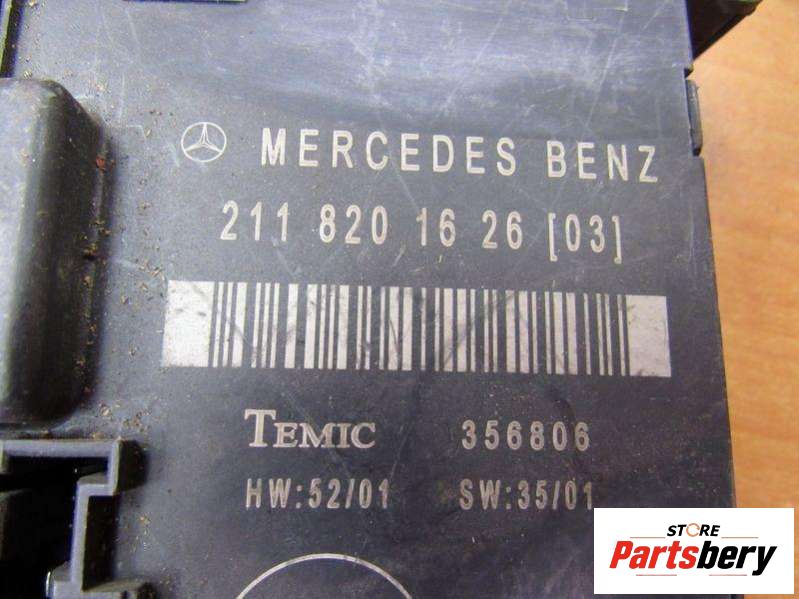 MERCEDES BENZ
211 820 16 26 [03]
TEMIC 356806
HW:52/01 SW:35/01
STORE
Partsbery